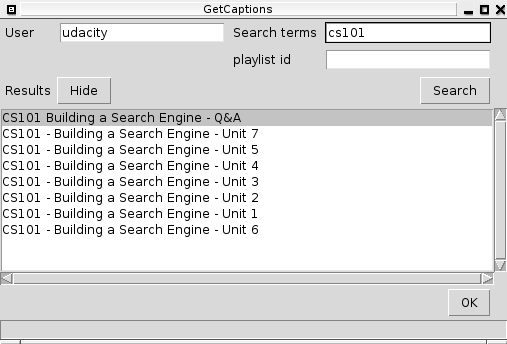 GetCaptions
User udacity Search terms cs101
playlist id
Results Hide Search
CS101 Building a Search Engine - Q&A
CS101 - Building a Search Engine - Unit 7
CS101 - Building a Search Engine - Unit 5
CS101 - Building a Search Engine - Unit 4
CS101 - Building a Search Engine - Unit 3
CS101 - Building a Search Engine - Unit 2
CS101 - Building a Search Engine - Unit 1
CS101 - Building a Search Engine - Unit 6
OK